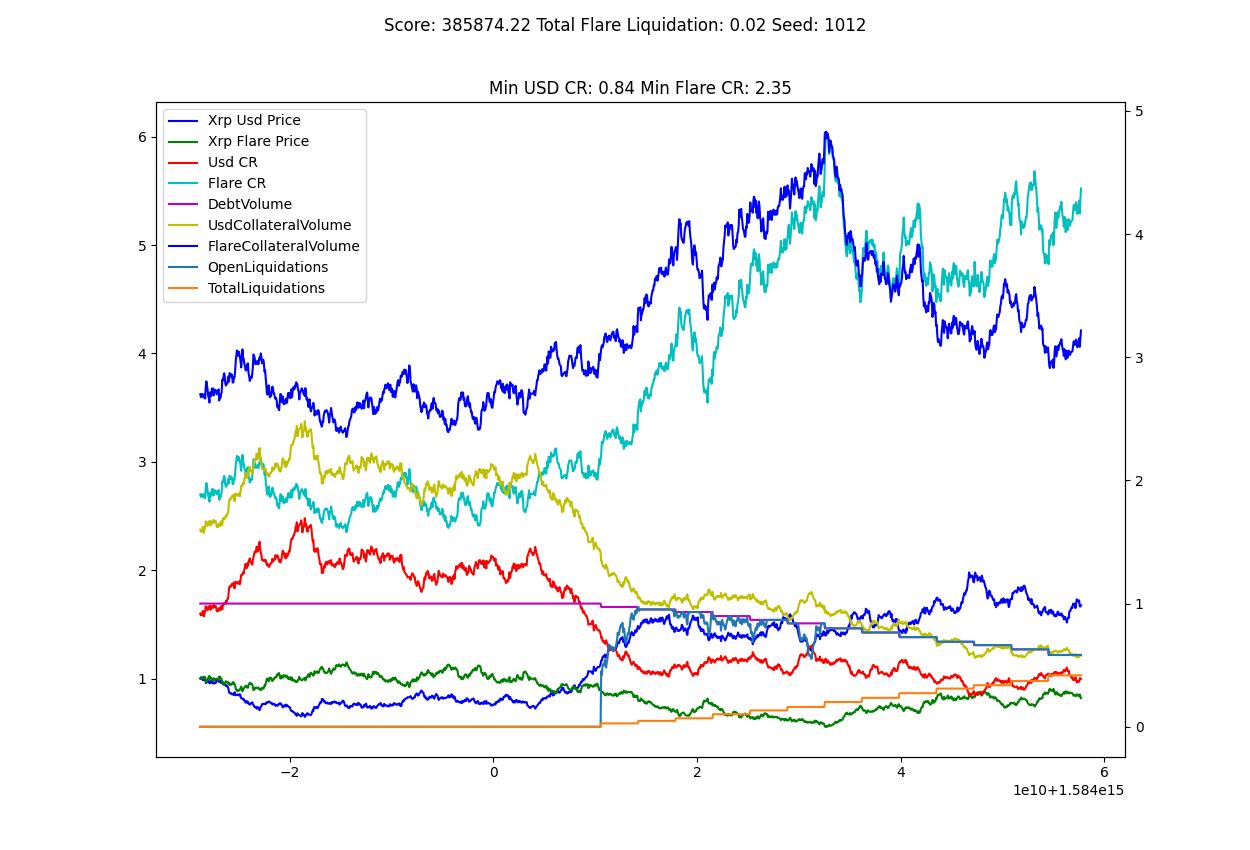 Score: 385874.22 Total Flare Liquidation: 0.02 Seed: 1012
Min USD CR: 0.84 Min Flare CR: 2.35
Xrp Usd Price
Xrp Flare Price
Usd CR
Flare CR
DebtVolume
UsdCollateralVolume
FlareCollateralVolume
OpenLiquidations
TotalLiquidations
6
5
4
3
2
1
5
4
3
2
1
0
−2
0
2
4
6
1e10+1.584e15